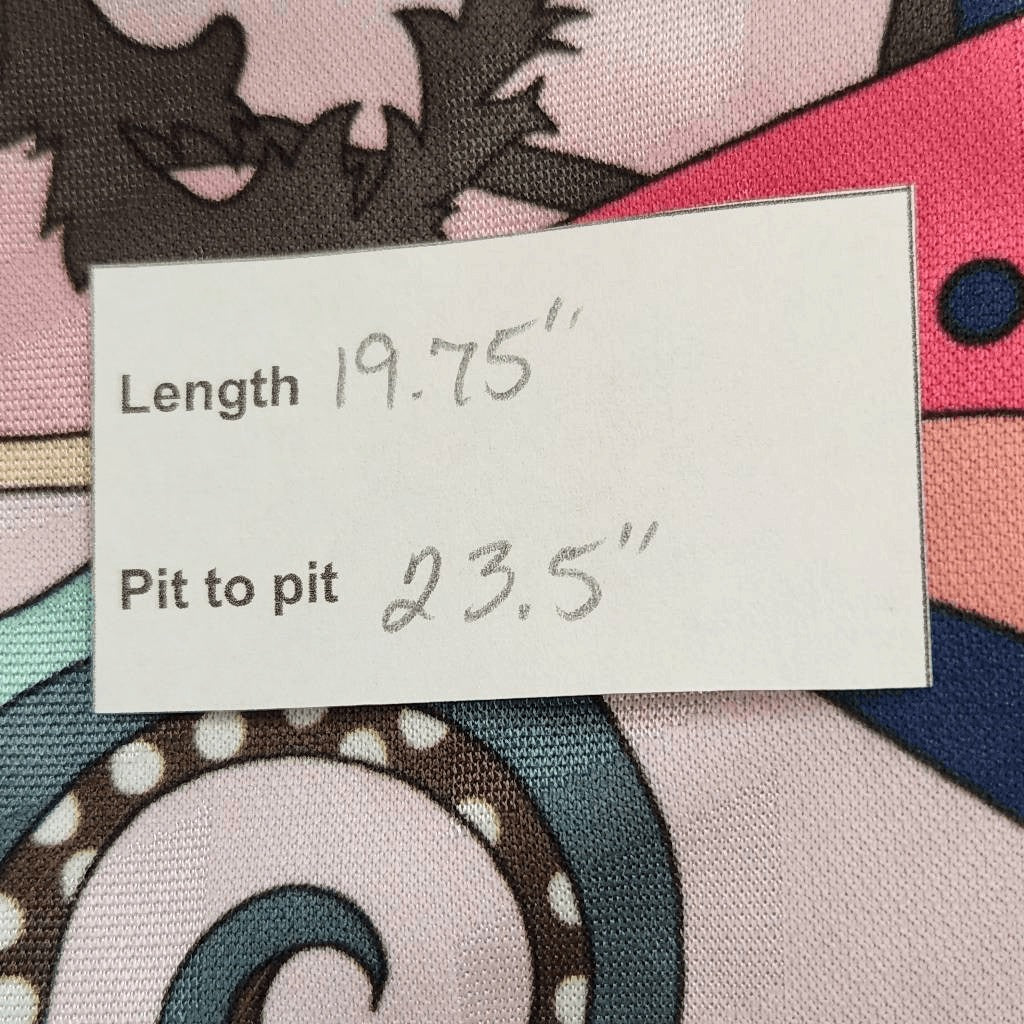 Length 19.75"
Pit to pit 23.5"